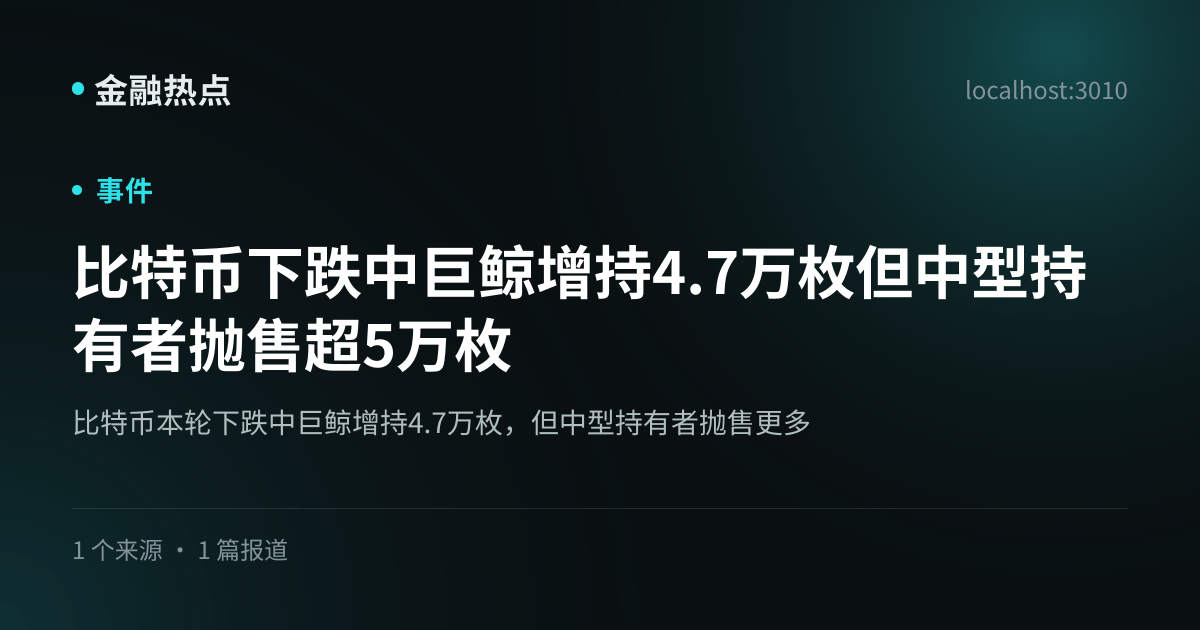 金融热点
localhost:3010
事件
比特币下跌中巨鲸增持4.7万枚但中型持
有者抛售超5万枚
比特币本轮下跌中巨鲸增持4.7万枚，但中型持有者抛售更多
1 个来源 · 1 篇报道